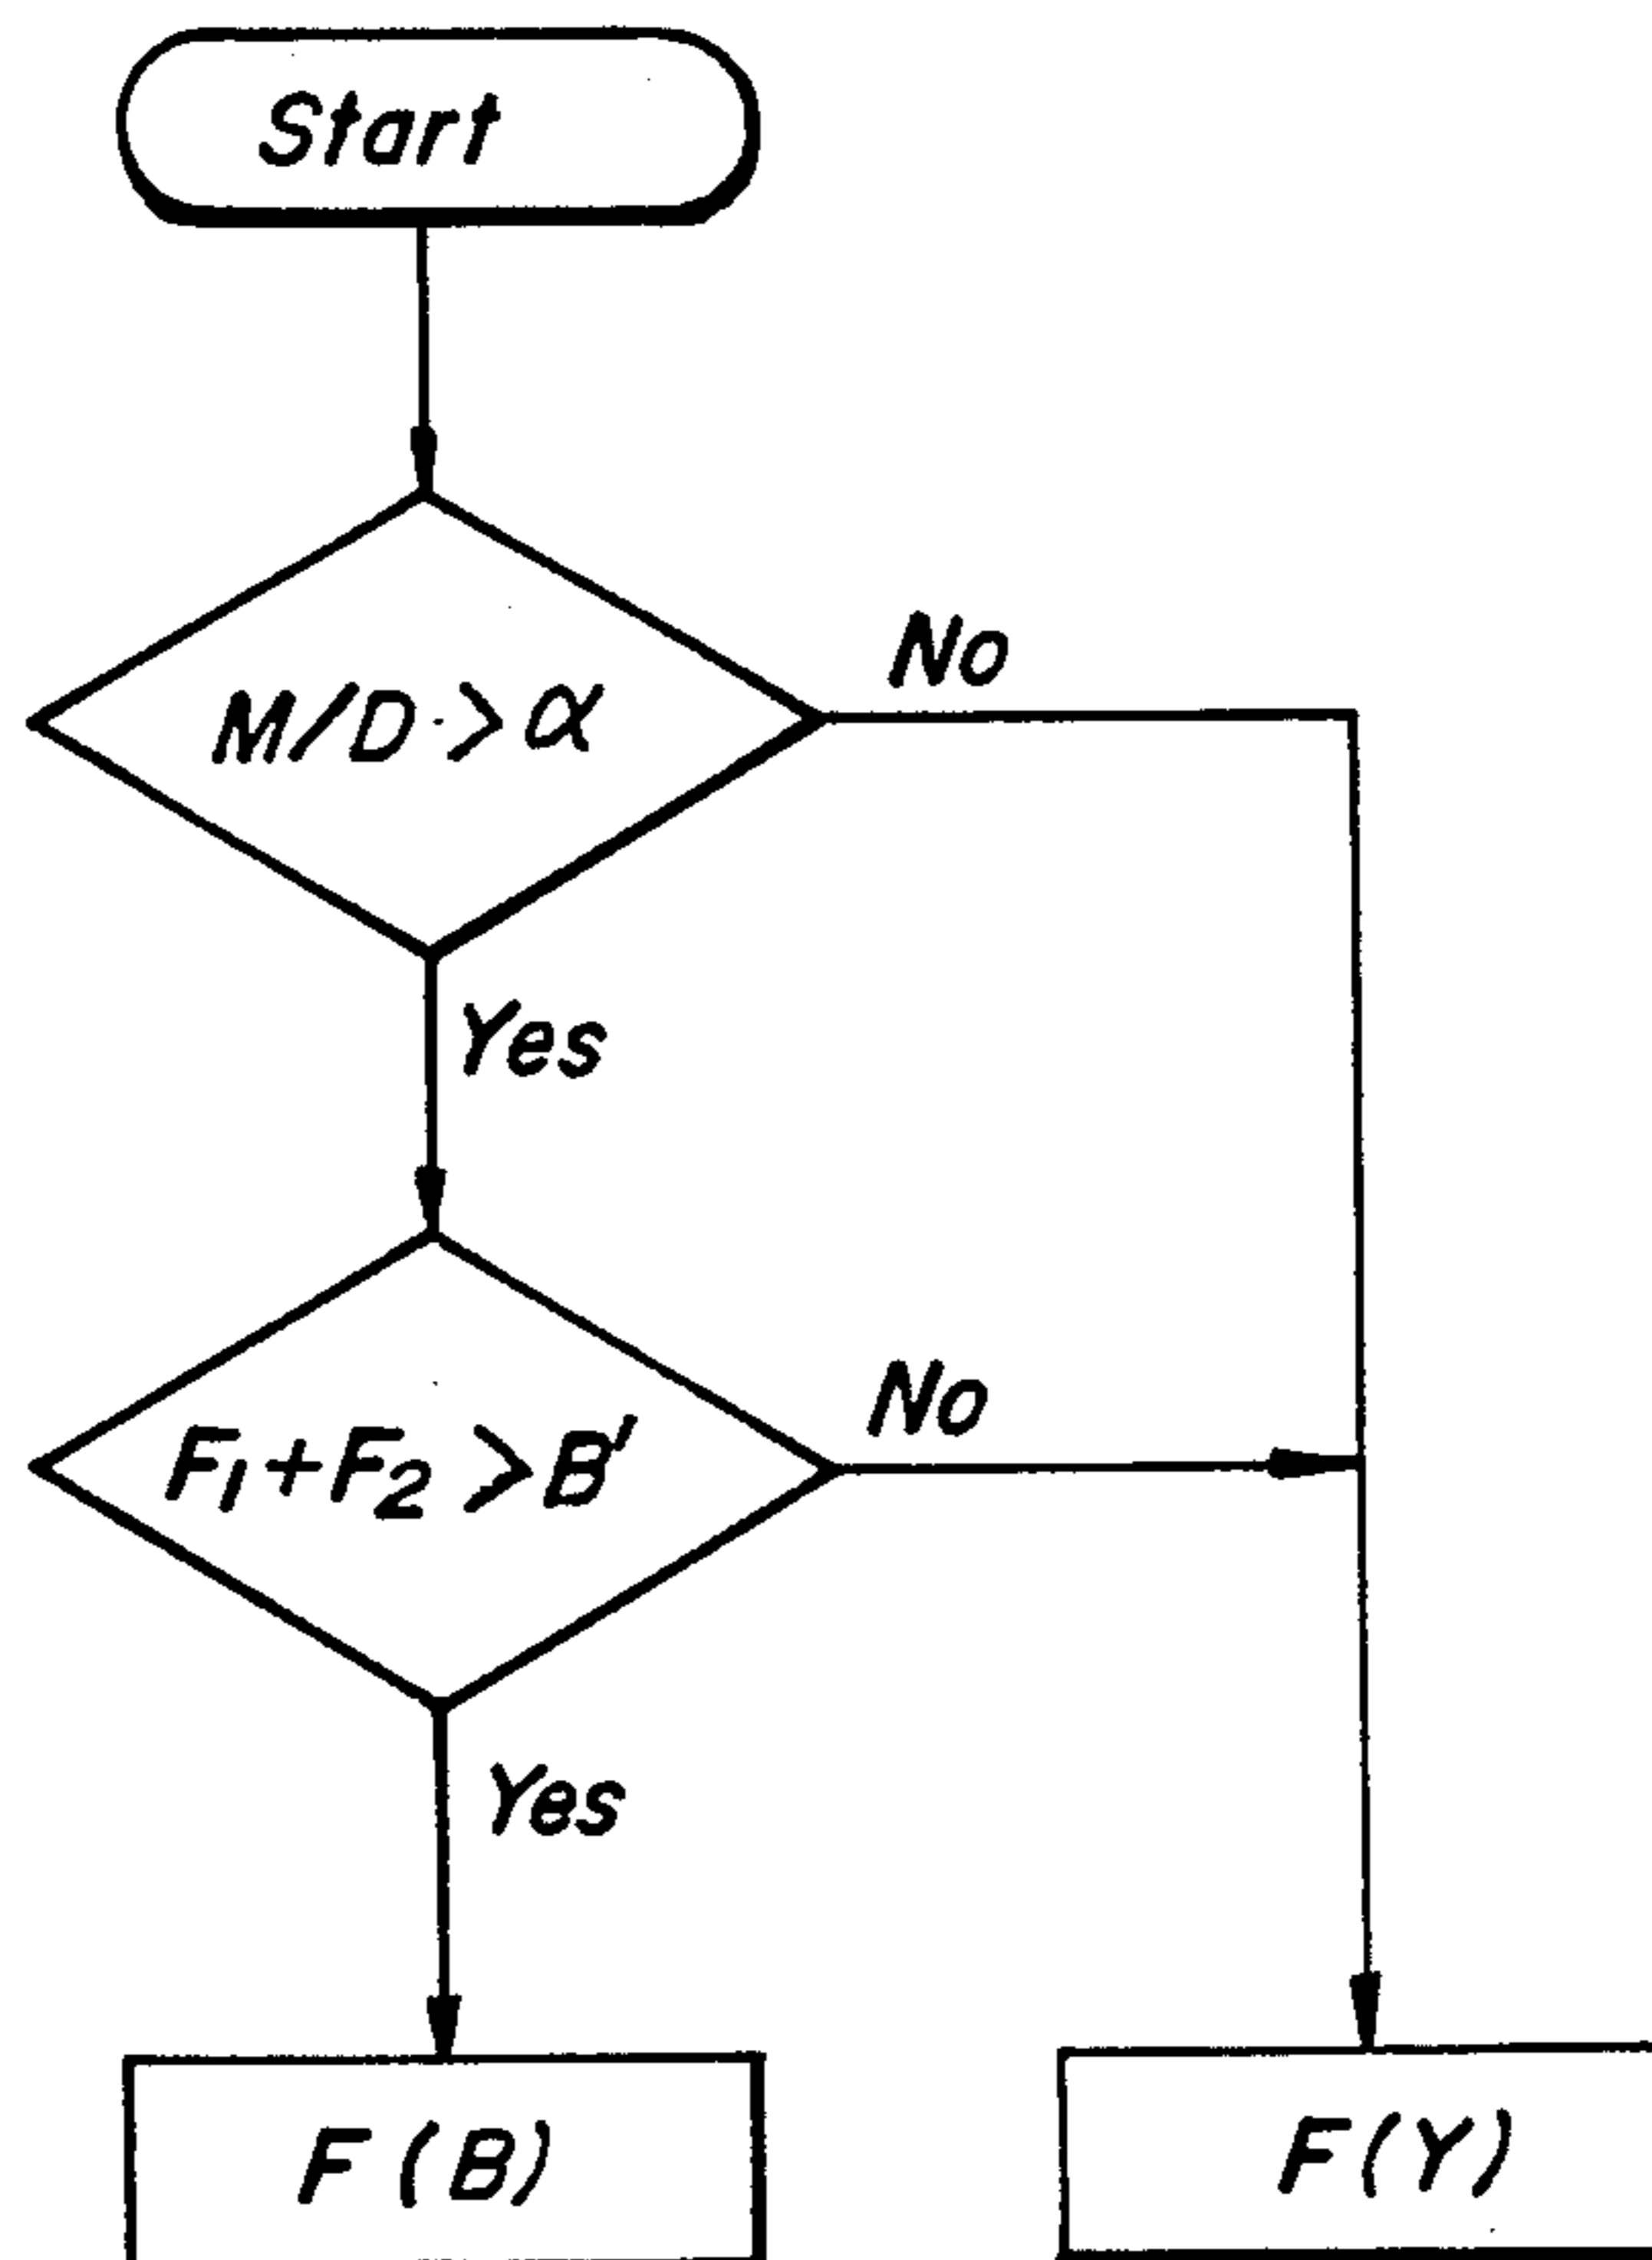 Start
M/D > α
No
Yes
F₁+F₂ > B'
No
Yes
F(B)
F(Y)